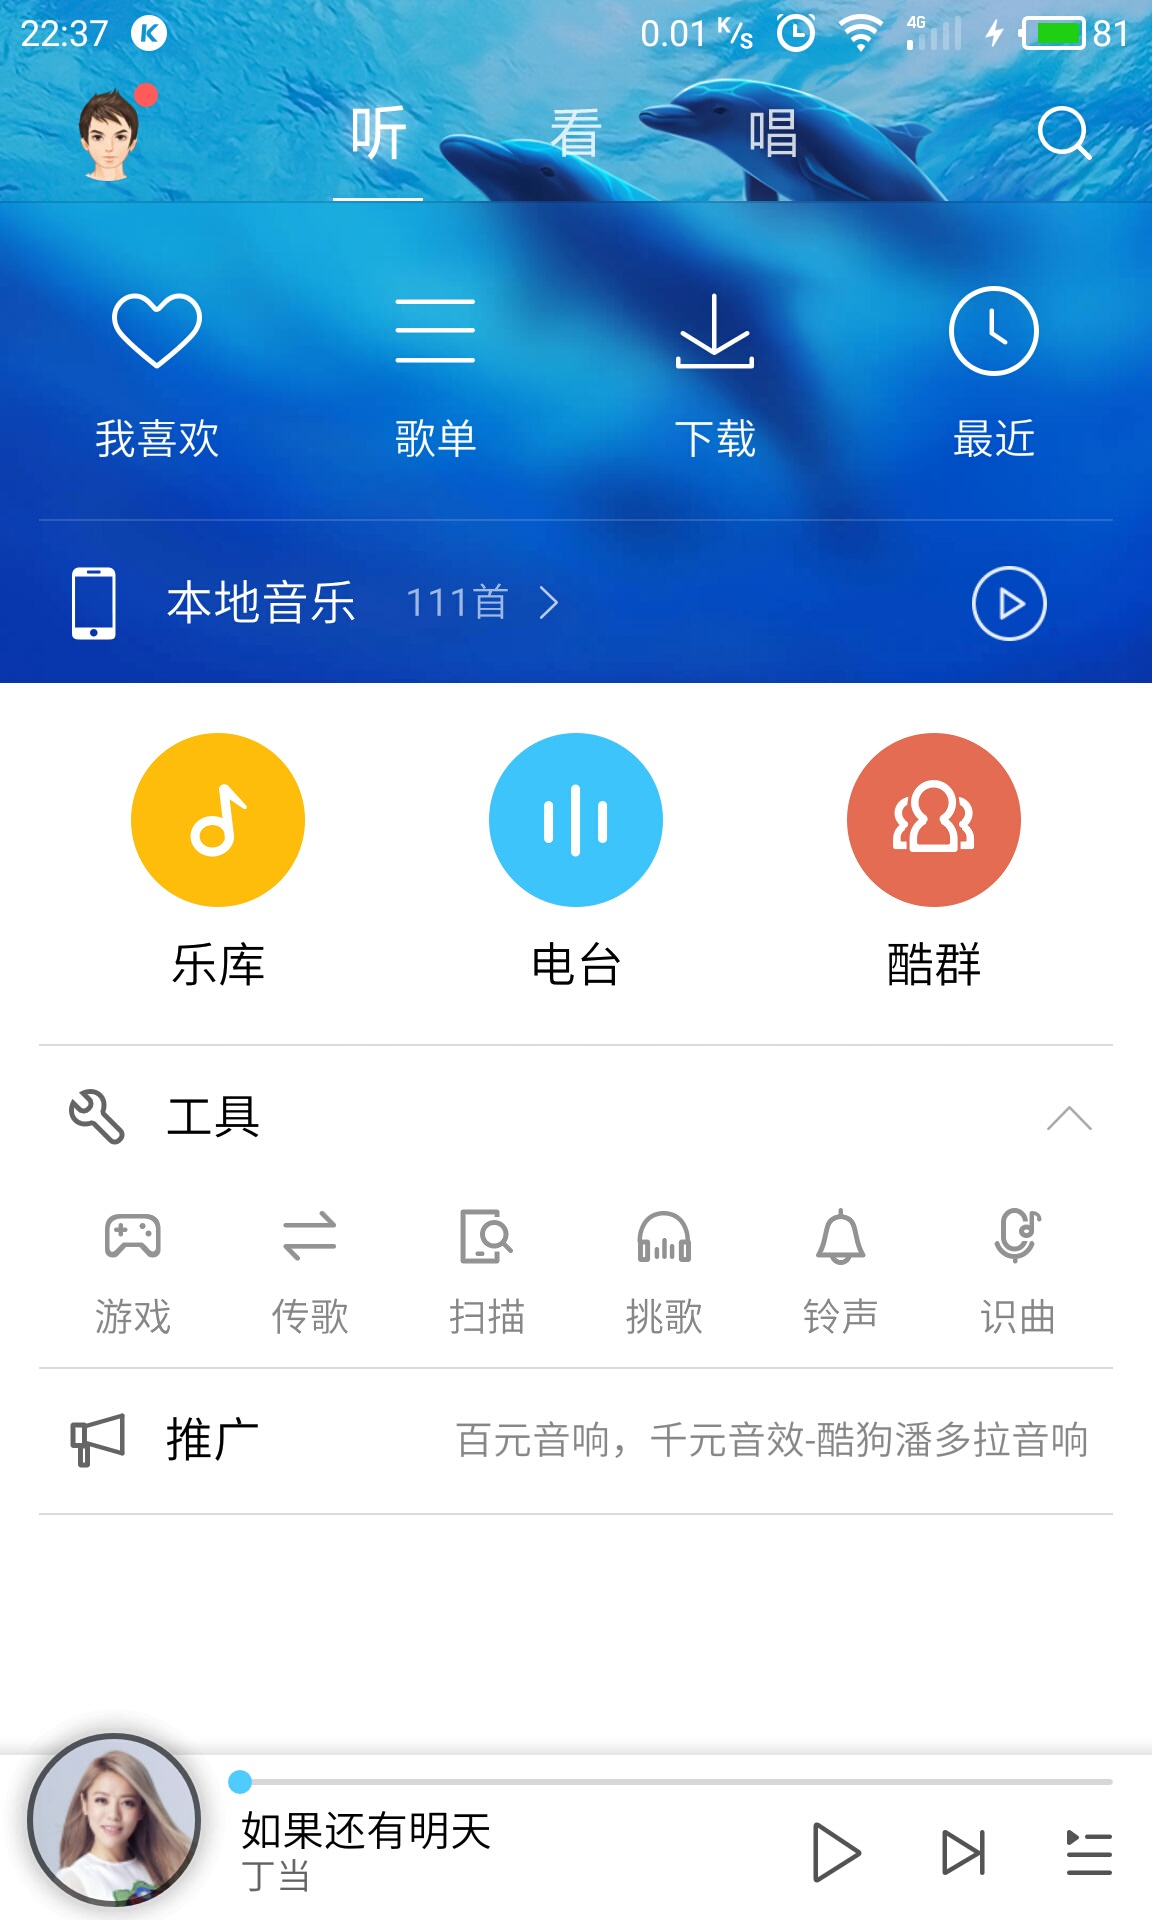 22:37 K 0.01 K/s 4G 81
听 看 唱
我喜欢 歌单 下载 最近
本地音乐 111首
乐库 电台 酷群
工具
游戏 传歌 扫描 挑歌 铃声 识曲
推广 百元音响，千元音效-酷狗潘多拉音响
如果还有明天
丁当